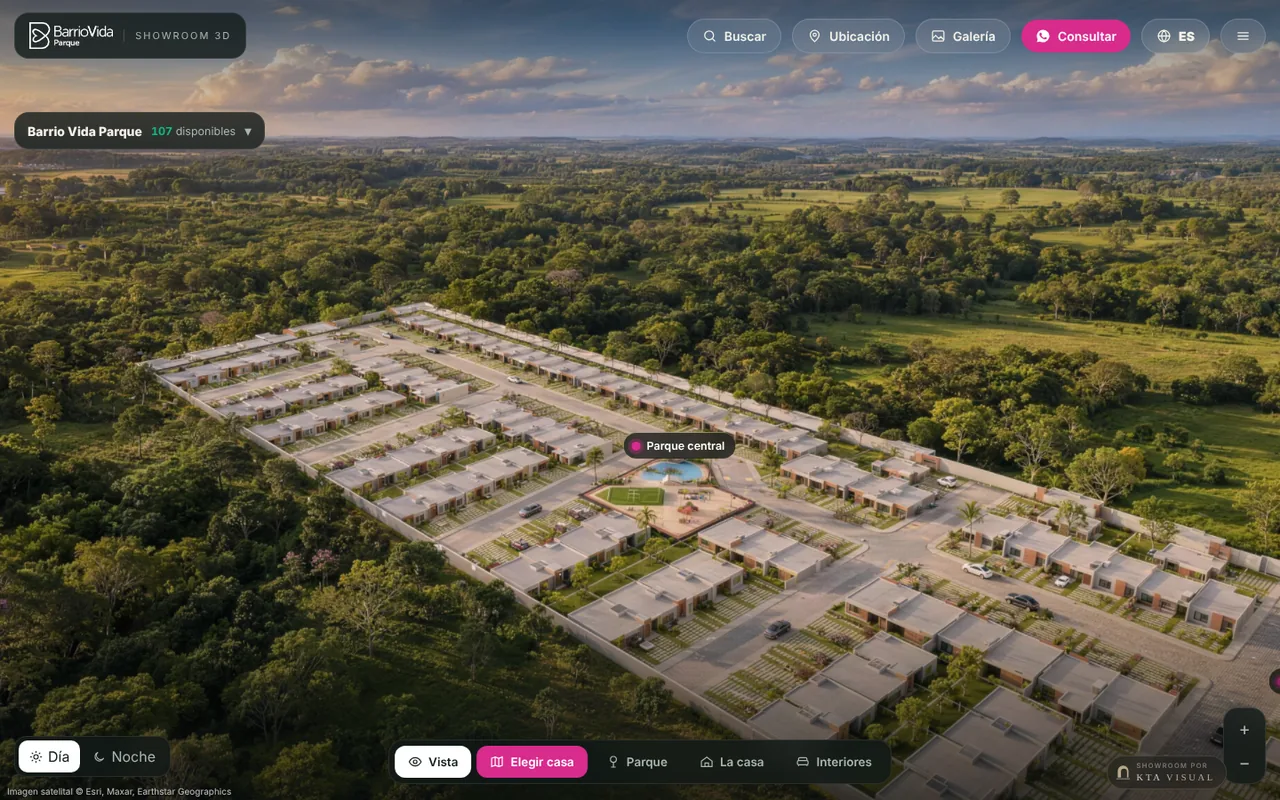 BarrioVida
Parque
SHOWROOM 3D
Buscar
Ubicación
Galería
Consultar
ES
Barrio Vida Parque 107 disponibles
Parque central
Día
Noche
Vista
Elegir casa
Parque
La casa
Interiores
SHOWROOM POR
KTA VISUAL
Imagen satelital © Esri, Maxar, Earthstar Geographics